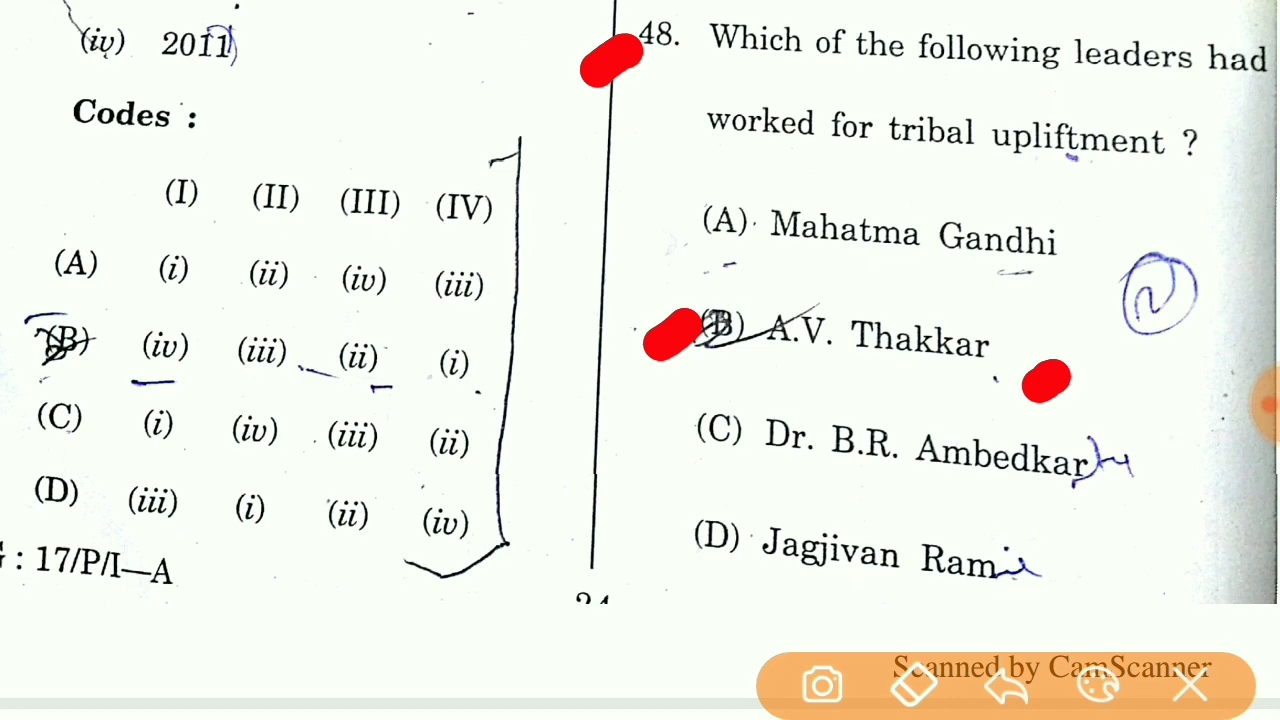 (iv) 2011
Codes :
(I) (II) (III) (IV)
(A) (i) (ii) (iv) (iii)
(B) (iv) (iii) (ii) (i)
(C) (i) (iv) (iii) (ii)
(D) (iii) (i) (ii) (iv)
: 17/P/I—A
48. Which of the following leaders had
worked for tribal upliftment ?
(A) Mahatma Gandhi
(B) A.V. Thakkar
(C) Dr. B.R. Ambedkar
(D) Jagjivan Ram
Scanned by CamScanner